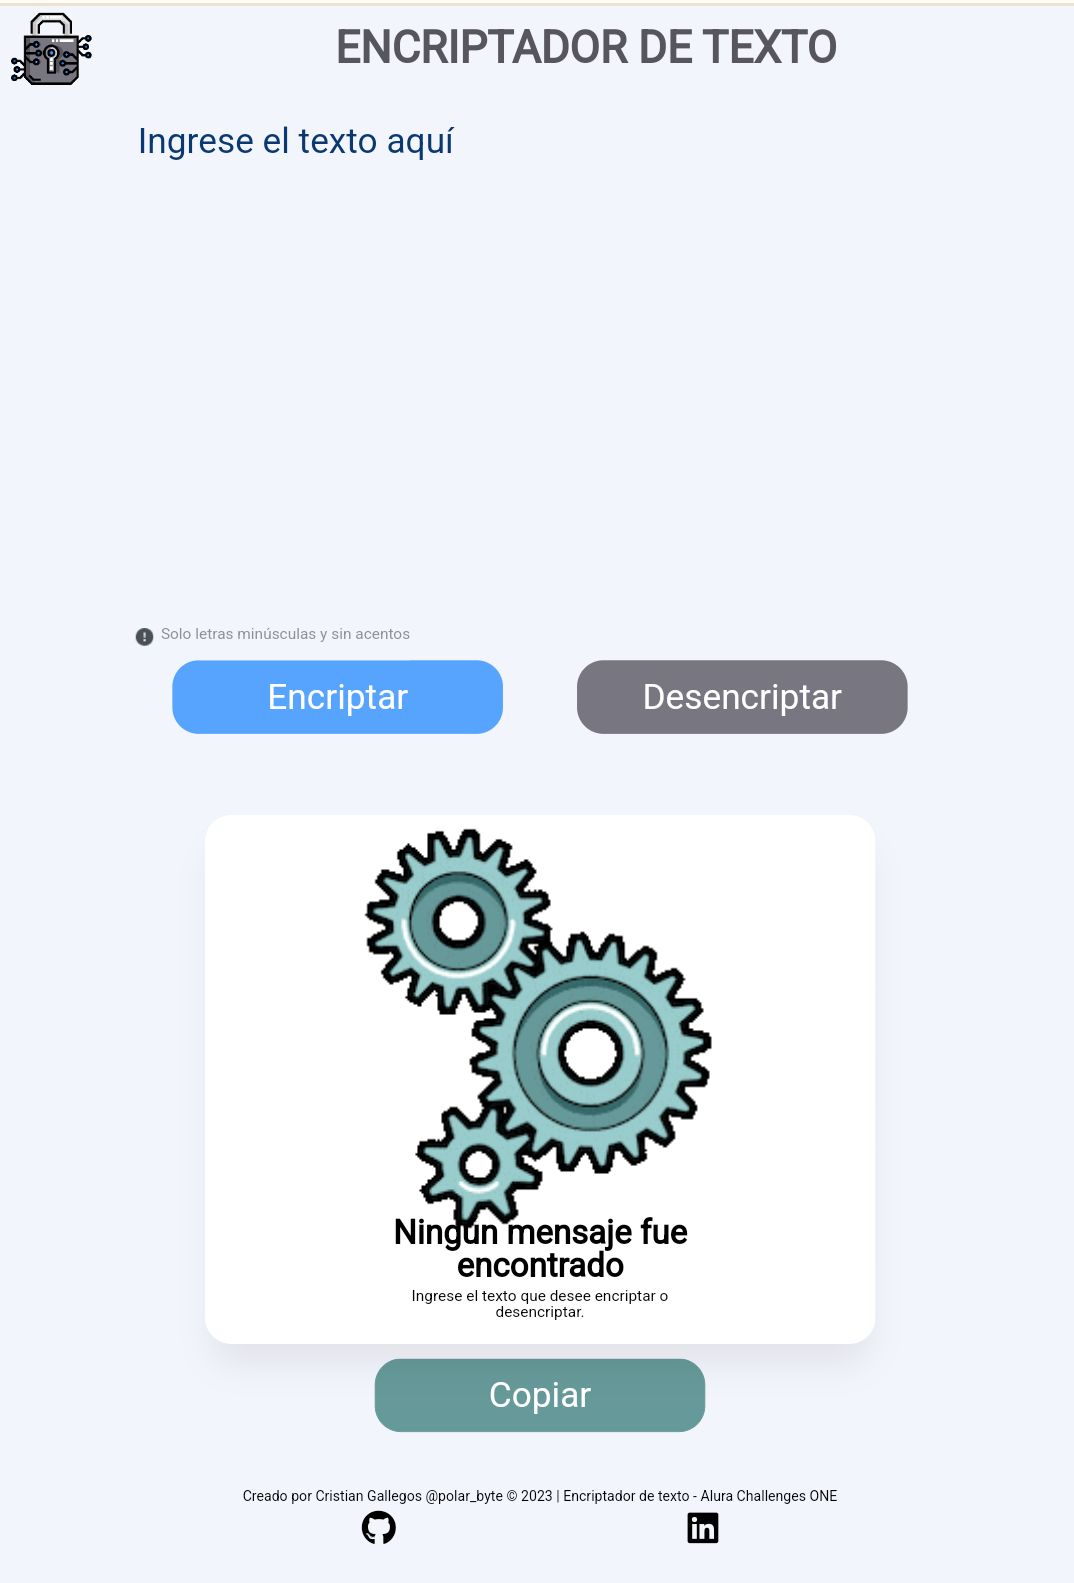 ENCRIPTADOR DE TEXTO
Ingrese el texto aquí
Solo letras minúsculas y sin acentos
Encriptar
Desencriptar
Ningún mensaje fue
encontrado
Ingrese el texto que desee encriptar o
desencriptar.
Copiar
Creado por Cristian Gallegos @polar_byte © 2023 | Encriptador de texto - Alura Challenges ONE